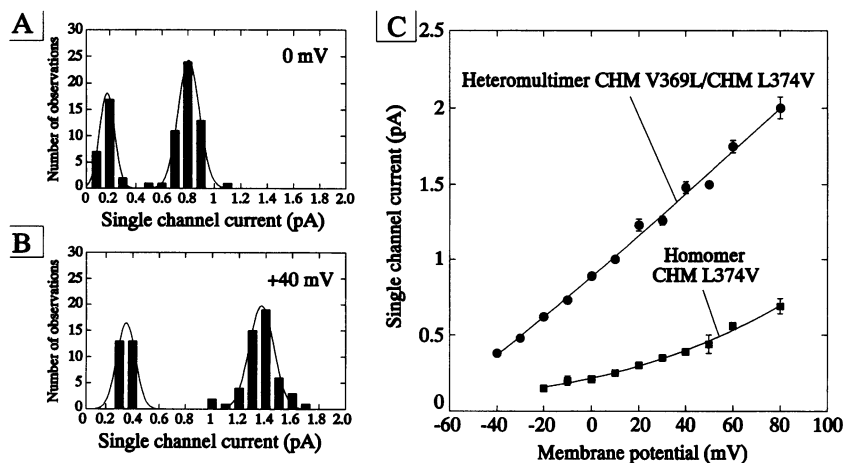 A
30
25
20
15
10
5
0
Number of observations
0 mV
0 0.2 0.4 0.6 0.8 1.0 1.2 1.4 1.6 1.8 2.0
Single channel current (pA)
B
30
25
20
15
10
5
0
Number of observations
+40 mV
0 0.2 0.4 0.6 0.8 1.0 1.2 1.4 1.6 1.8 2.0
Single channel current (pA)
C
2.5
2
1.5
1
0.5
0
Single channel current (pA)
Heteromultimer CHM V369L/CHM L374V
Homomer
CHM L374V
-60 -40 -20 0 20 40 60 80 100
Membrane potential (mV)